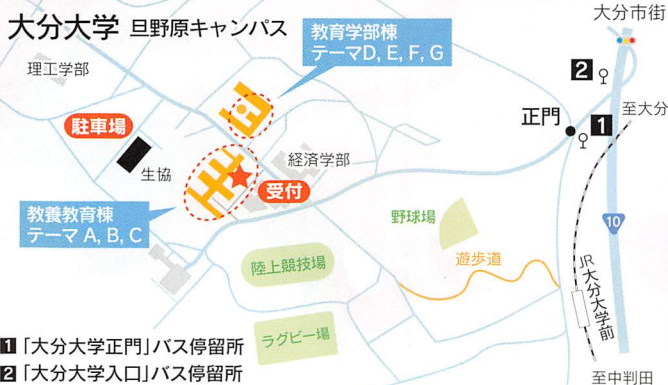 大分大学 旦野原キャンパス
教育学部棟
テーマD, E, F, G
大分市街
理工学部
2
至大分
駐車場
正門
1
生協
経済学部
受付
教養教育棟
テーマ A, B, C
野球場
10
遊歩道
陸上競技場
JR
大分大学前
ラグビー場
1 「大分大学正門」バス停留所
2 「大分大学入口」バス停留所
至中判田